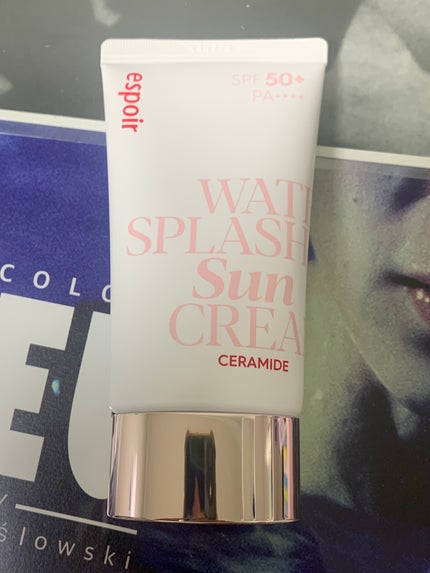 espoir
SPF 50+
PA++++
WAT
SPLASH
Sun
CREA
CERAMIDE
COLO
EU
ślowski